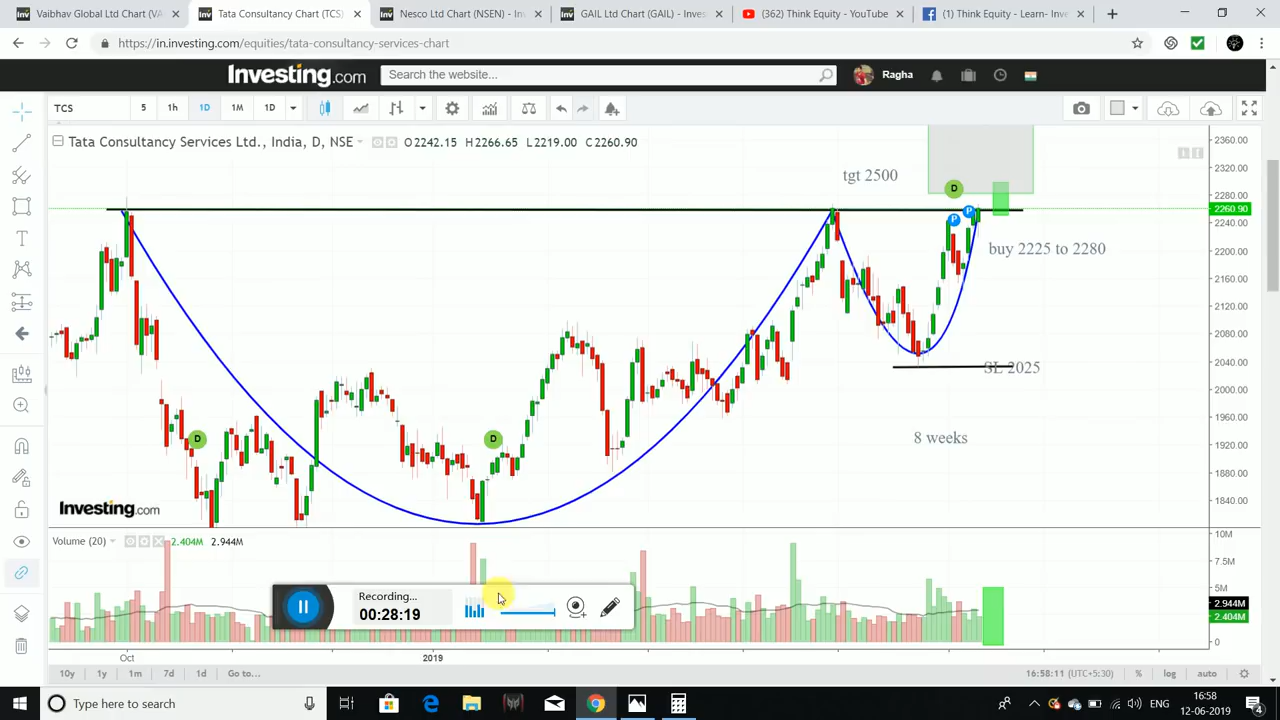 Vaibhav Global Ltd Chart (VA
Tata Consultancy Chart (TCS)
Nesco Ltd Chart (NSEN) - In
GAIL Ltd Chart (GAIL) - Inves
(362) Think Equity - YouTube
(1) Think Equity - Learn- Inve
https://in.investing.com/equities/tata-consultancy-services-chart
Investing.com
Search the website...
Ragha
TCS
5
1h
1D
1M
1D
Tata Consultancy Services Ltd., India, D, NSE
O2242.15 H2266.65 L2219.00 C2260.90
tgt 2500
buy 2225 to 2280
SL 2025
8 weeks
D
D
D
P
P
2360.00
2320.00
2280.00
2260.90
2240.00
2200.00
2160.00
2120.00
2080.00
2040.00
2000.00
1960.00
1920.00
1880.00
1840.00
Investing.com
Volume (20)
2.404M 2.944M
10M
7.5M
5M
2.944M
2.404M
0
Recording...
00:28:19
Oct
2019
10y
1y
1m
7d
1d
Go to...
16:58:11 (UTC+5:30)
%
log
auto
Type here to search
ENG
16:58
12-06-2019
4